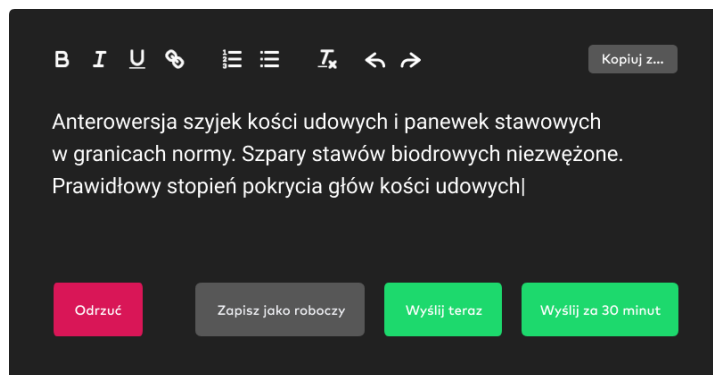 B I U
Kopiuj z...
Anterowersja szyjek kości udowych i panewek stawowych
w granicach normy. Szpary stawów biodrowych niezwężone.
Prawidłowy stopień pokrycia głów kości udowych
Odrzuć
Zapisz jako roboczy
Wyślij teraz
Wyślij za 30 minut